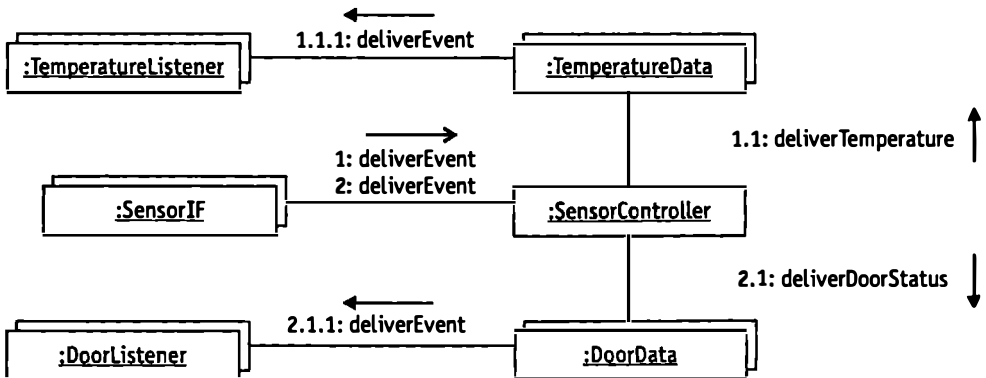 1.1.1: deliverEvent
:TemperatureListener
:TemperatureData
1.1: deliverTemperature
1: deliverEvent
2: deliverEvent
:SensorIF
:SensorController
2.1: deliverDoorStatus
2.1.1: deliverEvent
:DoorListener
:DoorData